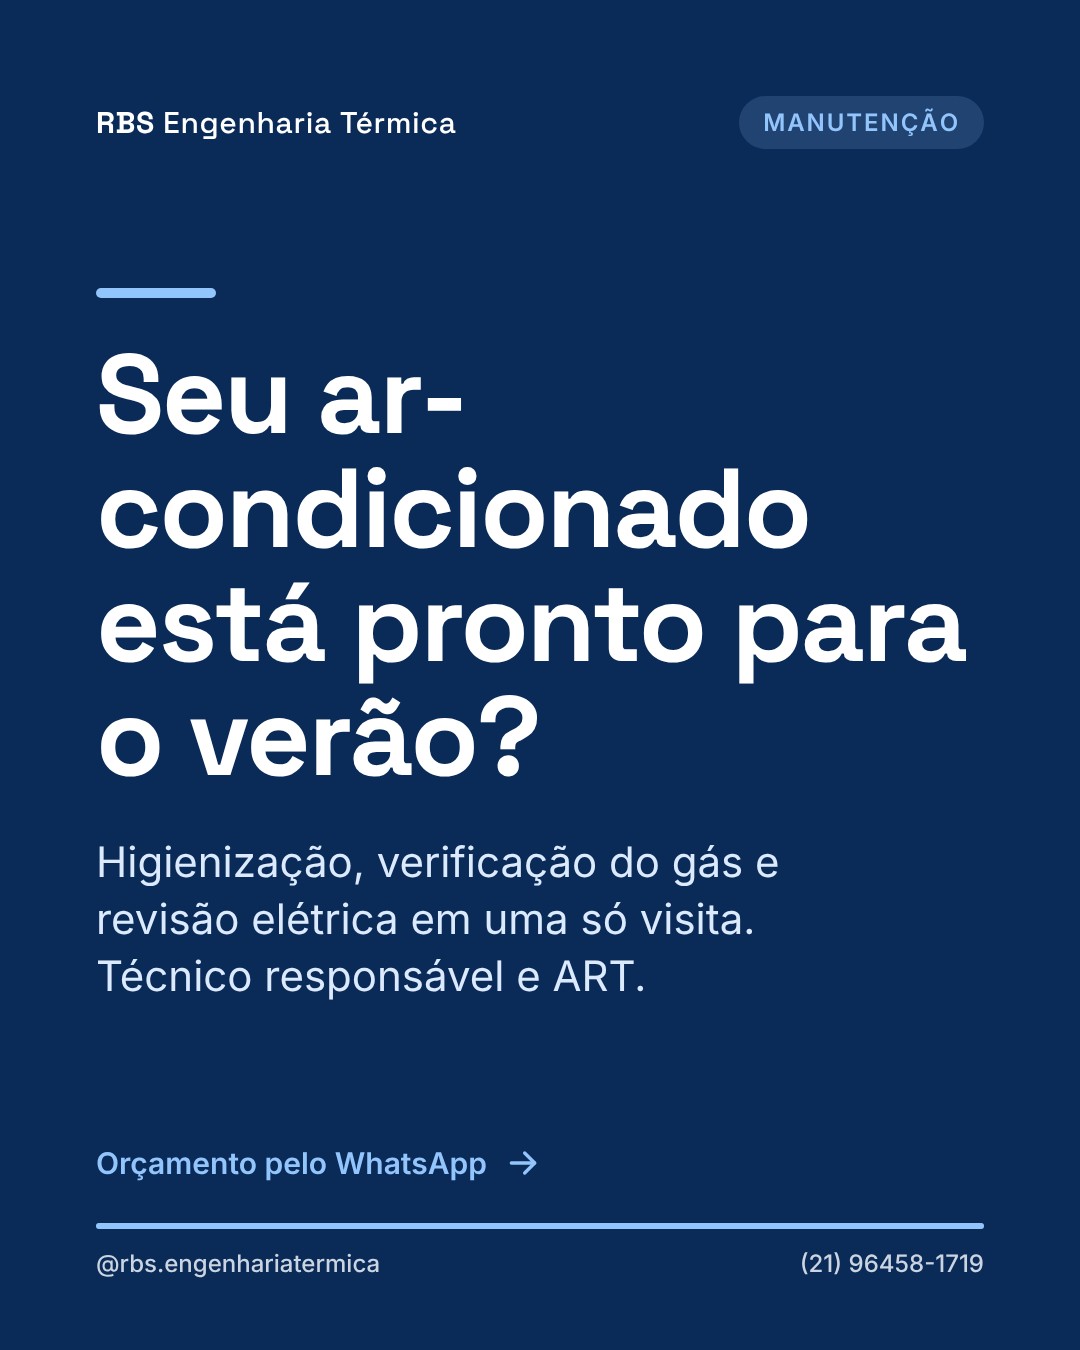 RBS Engenharia Térmica
MANUTENÇÃO
Seu ar-
condicionado
está pronto para
o verão?
Higienização, verificação do gás e
revisão elétrica em uma só visita.
Técnico responsável e ART.
Orçamento pelo WhatsApp →
@rbs.engenhariatermica
(21) 96458-1719